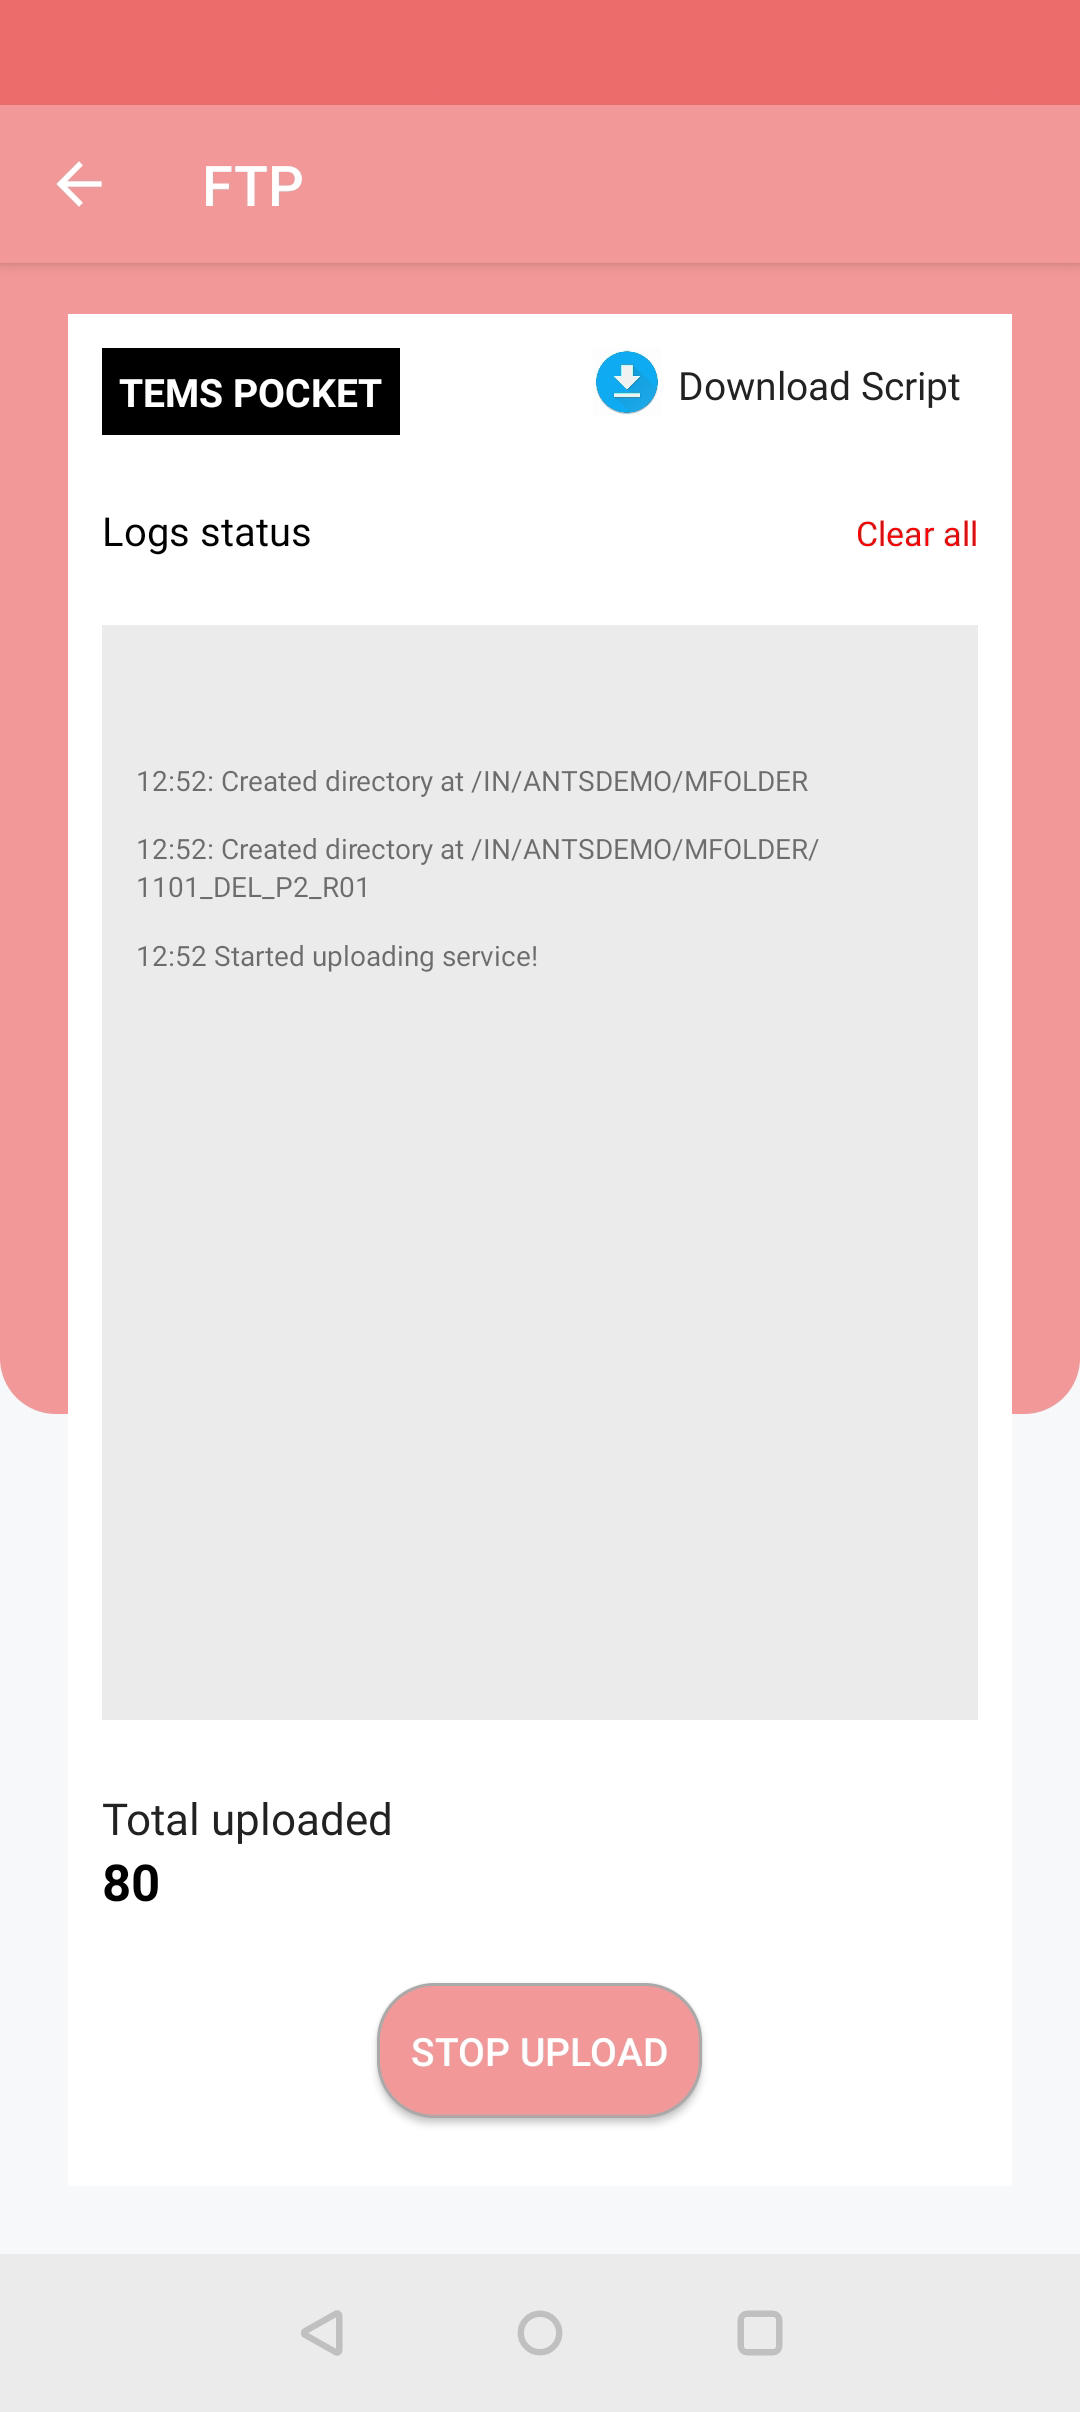 FTP
TEMS POCKET
Download Script
Logs status
Clear all
12:52: Created directory at /IN/ANTSDEMO/MFOLDER
12:52: Created directory at /IN/ANTSDEMO/MFOLDER/
1101_DEL_P2_R01
12:52 Started uploading service!
Total uploaded
80
STOP UPLOAD